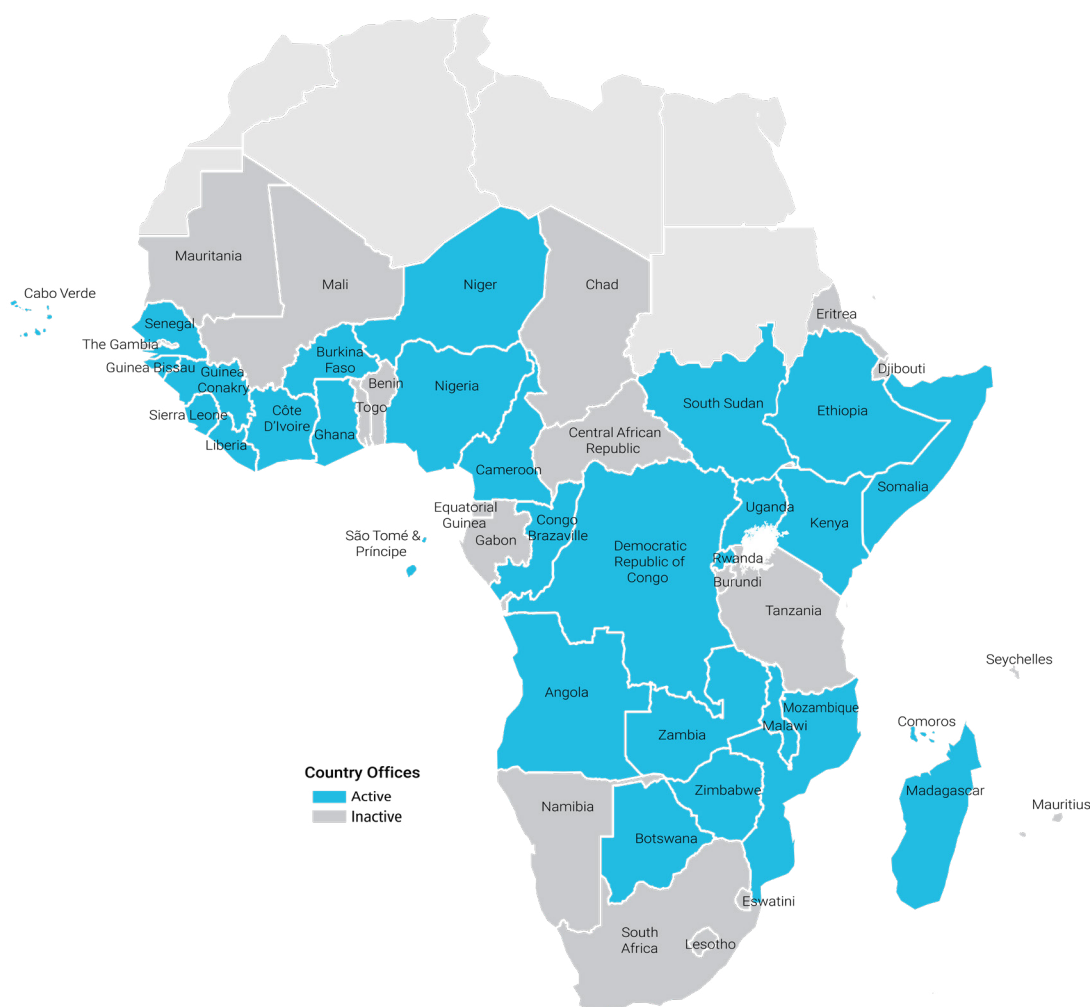 Mauritania
Mali
Niger
Chad
Cabo Verde
Senegal
Eritrea
The Gambia
Guinea Bissau
Guinea
Conakry
Burkina
Faso
Benin
Nigeria
Djibouti
South Sudan
Ethiopia
Togo
Sierra Leone
Côte
D'Ivoire
Ghana
Liberia
Central African
Republic
Cameroon
Somalia
Equatorial
Guinea
Uganda
Kenya
São Tomé &
Príncipe
Gabon
Congo
Brazaville
Democratic
Republic of
Congo
Rwanda
Burundi
Tanzania
Seychelles
Angola
Mozambique
Malawi
Comoros
Zambia
Country Offices
Active
Inactive
Zimbabwe
Madagascar
Mauritius
Namibia
Botswana
Eswatini
South
Africa
Lesotho